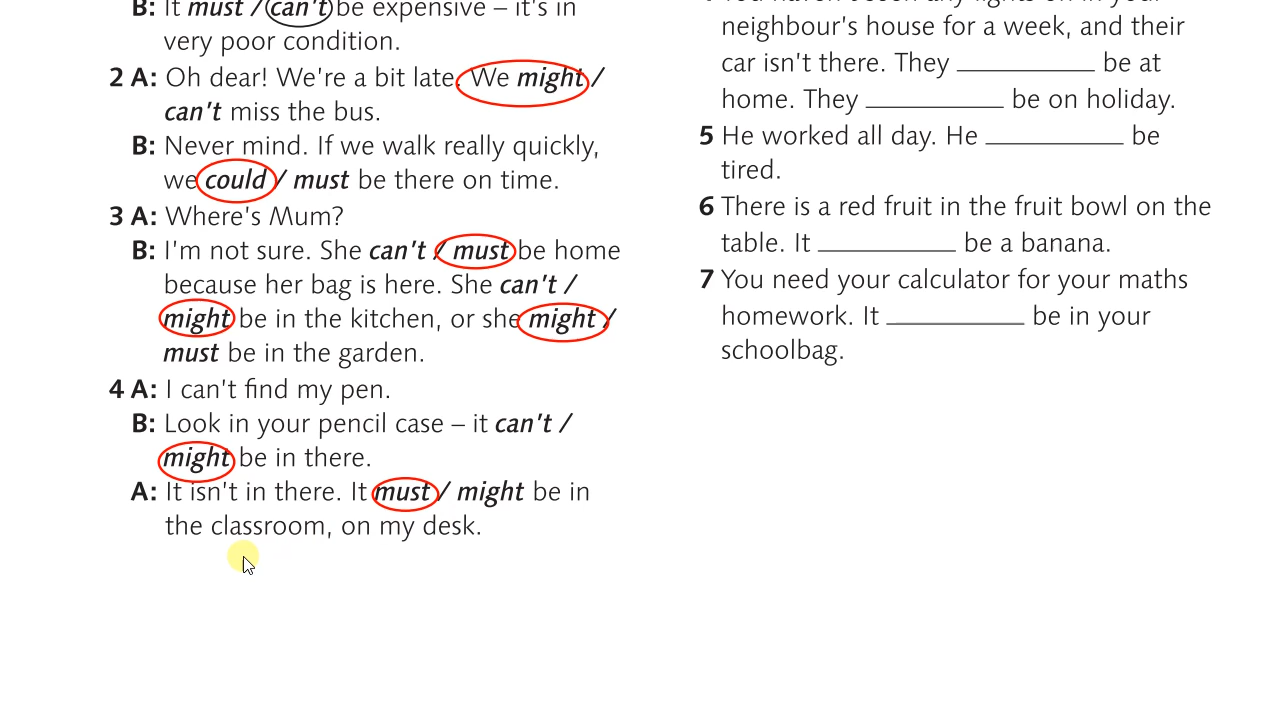 B: It must / can't be expensive – it's in
very poor condition.
2 A: Oh dear! We're a bit late. We might /
can't miss the bus.
B: Never mind. If we walk really quickly,
we could / must be there on time.
3 A: Where's Mum?
B: I'm not sure. She can't / must be home
because her bag is here. She can't /
might be in the kitchen, or she might /
must be in the garden.
4 A: I can't find my pen.
B: Look in your pencil case – it can't /
might be in there.
A: It isn't in there. It must / might be in
the classroom, on my desk.
neighbour's house for a week, and their
car isn't there. They __________ be at
home. They __________ be on holiday.
5 He worked all day. He __________ be
tired.
6 There is a red fruit in the fruit bowl on the
table. It __________ be a banana.
7 You need your calculator for your maths
homework. It __________ be in your
schoolbag.